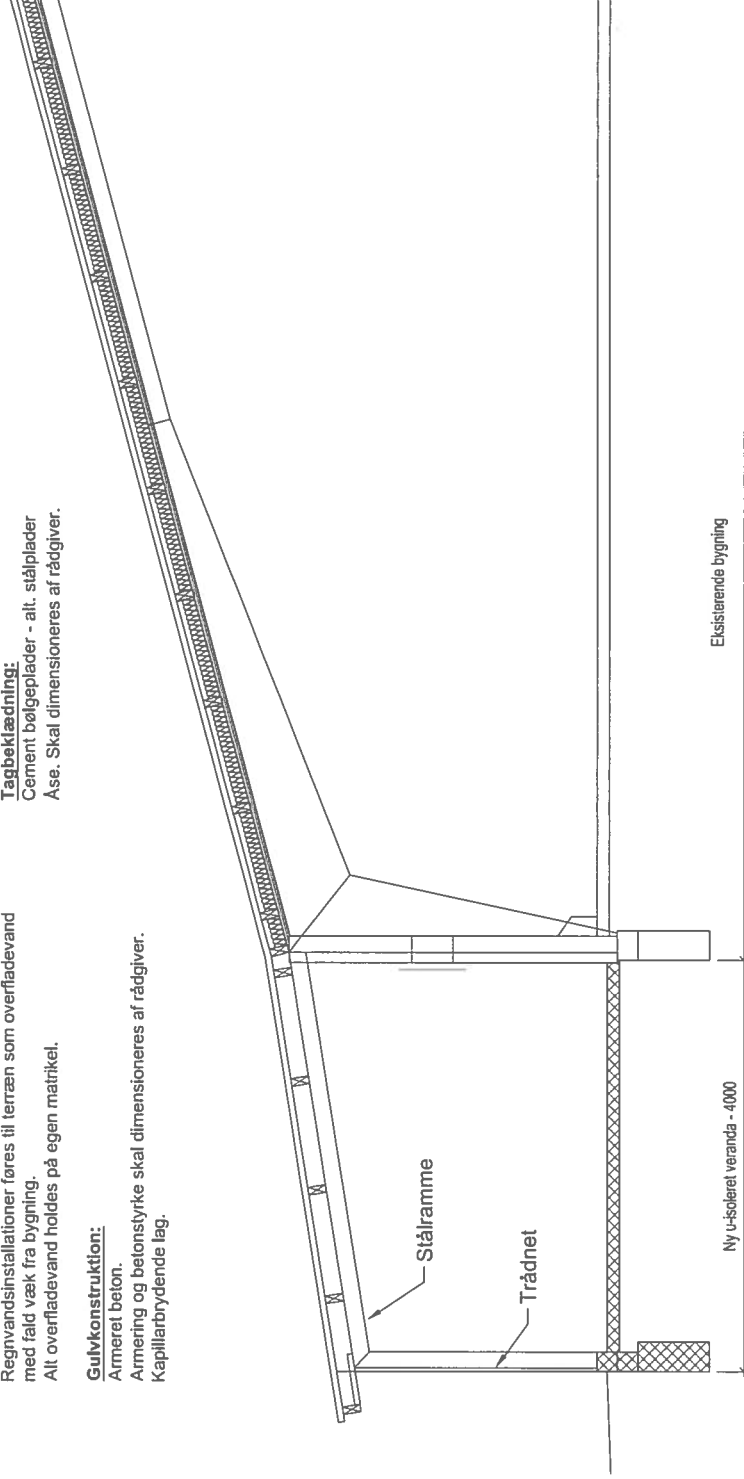 Regnvandsinstallationer føres til terræn som overfladevand
med fald væk fra bygning.
Alt overfladevand holdes på egen matrikel.
Gulvkonstruktion:
Armeret beton.
Armering og betonstyrke skal dimensioneres af rådgiver.
Kapillarbrydende lag.
Tagbeklædning:
Cement bølgeplader - alt. stålplader
Åse. Skal dimensioneres af rådgiver.
Stålramme
Trådnet
Ny u-isoleret veranda - 4000
Eksisterende bygning